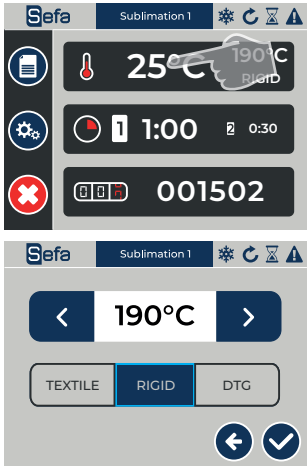 Sefa Sublimation 1
25°C 190°C
RIGID
1 1:00 2 0:30
001502
Sefa Sublimation 1
190°C
TEXTILE RIGID DTG